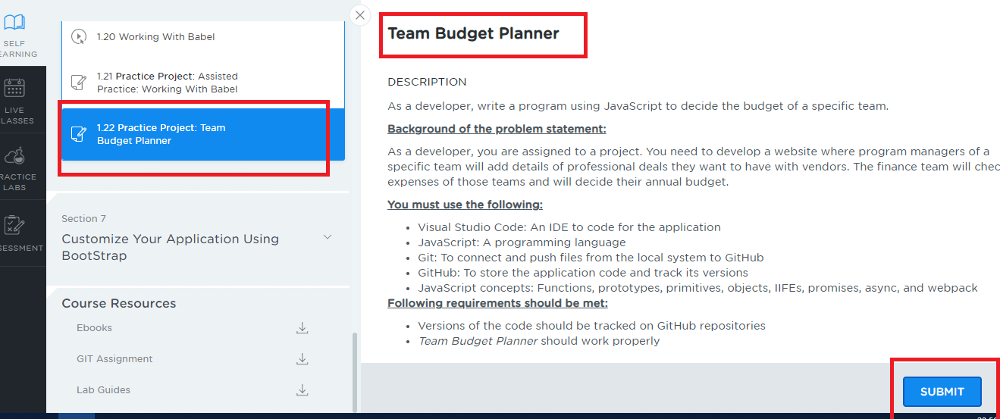 SELF
EARNING
LIVE
LASSES
RACTICE
LABS
SESSMENT
1.20 Working With Babel
1.21 Practice Project: Assisted
Practice: Working With Babel
1.22 Practice Project: Team
Budget Planner
Section 7
Customize Your Application Using
BootStrap
Course Resources
Ebooks
GIT Assignment
Lab Guides
Team Budget Planner
DESCRIPTION
As a developer, write a program using JavaScript to decide the budget of a specific team.
Background of the problem statement:
As a developer, you are assigned to a project. You need to develop a website where program managers of a
specific team will add details of professional deals they want to have with vendors. The finance team will chec
expenses of those teams and will decide their annual budget.
You must use the following:
• Visual Studio Code: An IDE to code for the application
• JavaScript: A programming language
• Git: To connect and push files from the local system to GitHub
• GitHub: To store the application code and track its versions
• JavaScript concepts: Functions, prototypes, primitives, objects, IIFEs, promises, async, and webpack
Following requirements should be met:
• Versions of the code should be tracked on GitHub repositories
• Team Budget Planner should work properly
SUBMIT